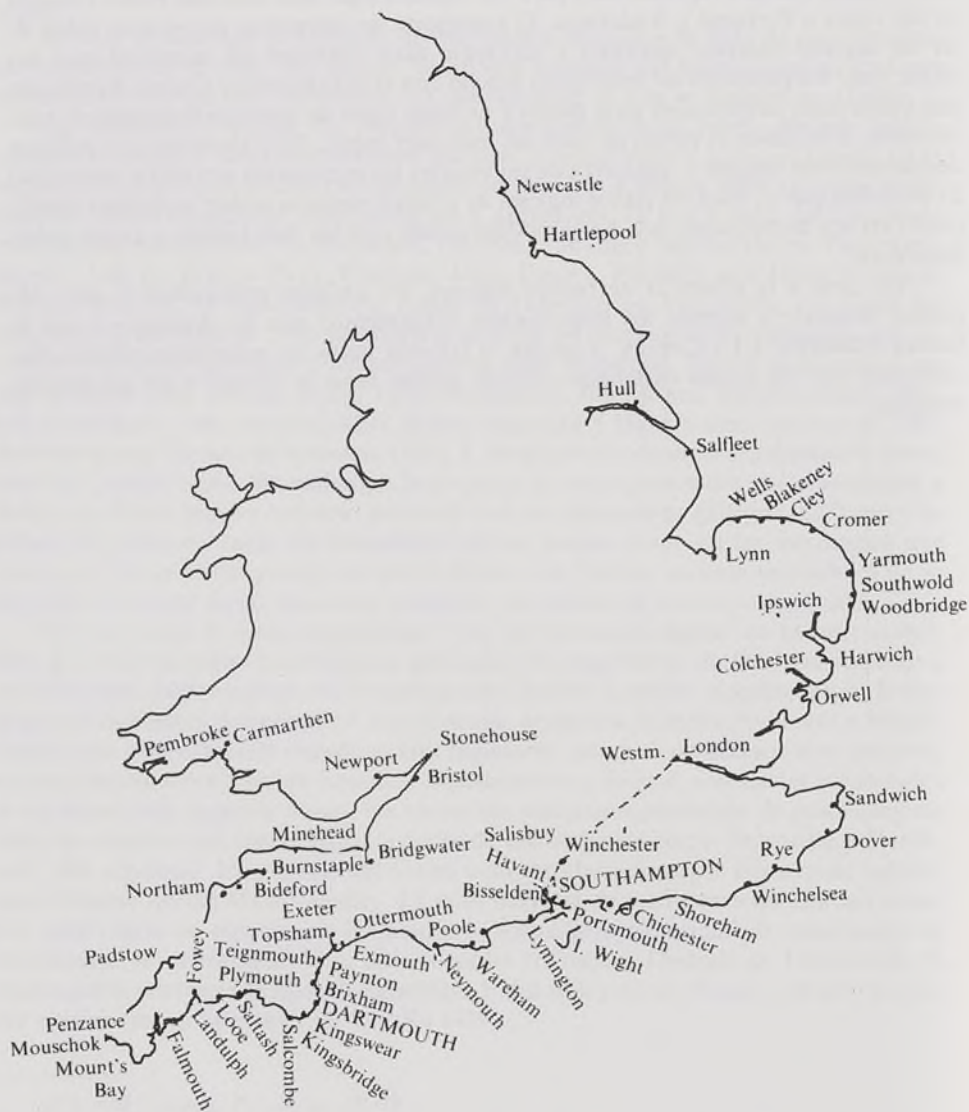 Newcastle
Hartlepool
Hull
Salfleet
Wells
Blakeney
Cley
Cromer
Lynn
Yarmouth
Southwold
Ipswich
Woodbridge
Colchester
Harwich
Orwell
Pembroke
Carmarthen
Stonehouse
Newport
Bristol
Westm.
London
Sandwich
Minehead
Bridgwater
Salisbuy
Winchester
Dover
Rye
Burnstaple
Havant
SOUTHAMPTON
Northam
Bideford
Bisselden
Winchelsea
Exeter
Ottermouth
Poole
Portsmouth
Chichester
Shoreham
Topsham
Exmouth
Lymington
I. Wight
Padstow
Fowey
Teignmouth
Neymouth
Wareham
Plymouth
Paynton
Brixham
Penzance
DARTMOUTH
Mouschok
Looe
Saltash
Kingswear
Mount's
Bay
Falmouth
Landulph
Salcombe
Kingsbridge